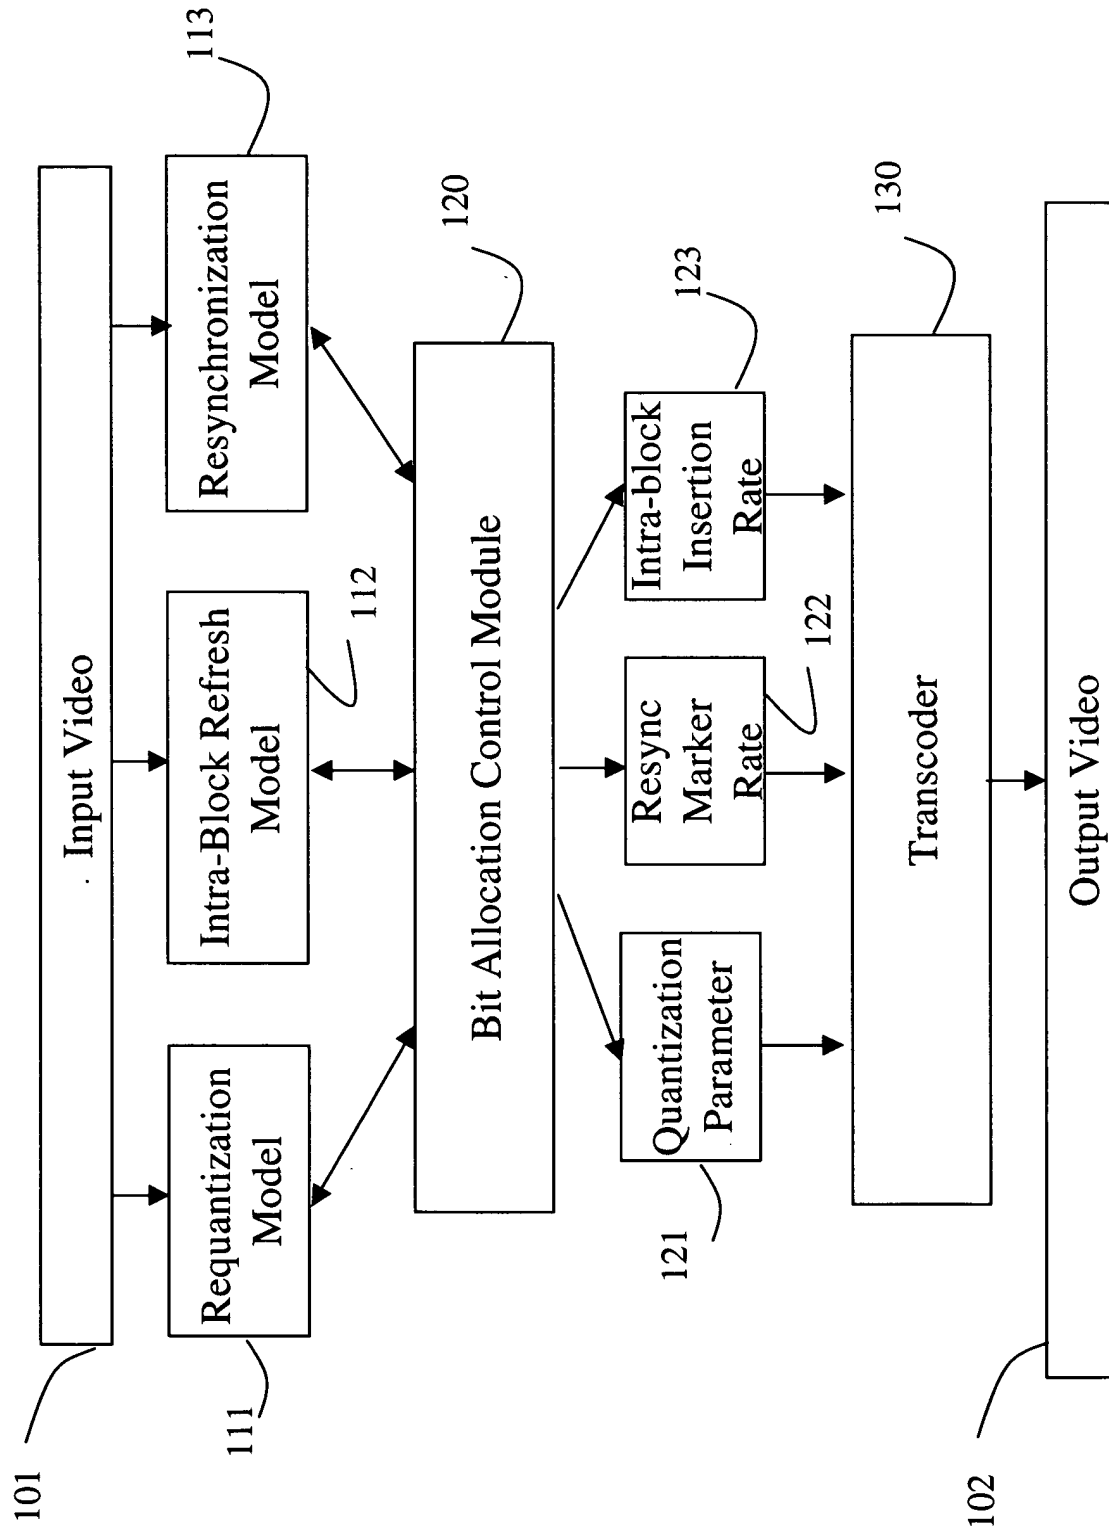 101
Input Video
111
Requantization
Model
Intra-Block Refresh
Model
112
Resynchronization
Model
113
Bit Allocation Control Module
120
121
Quantization
Parameter
Resync
Marker
Rate
122
Intra-block
Insertion
Rate
123
Transcoder
130
102
Output Video